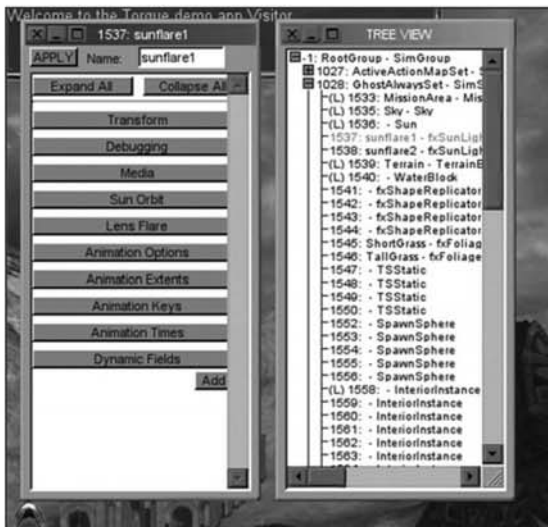 Welcome to the Torque demo app Visitor
1537: sunflare1
APPLY Name: sunflare1
Expand All Collapse All
Transform
Debugging
Media
Sun Orbit
Lens Flare
Animation Options
Animation Extents
Animation Keys
Animation Times
Dynamic Fields
Add
TREE VIEW
-1: RootGroup - SimGroup
1027: ActiveActionMapSet - S
1028: GhostAlwaysSet - SimS
(L) 1533: MissionArea - Mis
(L) 1535: Sky - Sky
(L) 1536: - Sun
1537: sunflare1 - fxSunLigh
1538: sunflare2 - fxSunLigh
(L) 1539: Terrain - TerrainB
(L) 1540: - WaterBlock
1541: - fxShapeReplicator
1542: - fxShapeReplicator
1543: - fxShapeReplicator
1544: - fxShapeReplicator
1545: ShortGrass - fxFoliag
1546: TallGrass - fxFoliage
1547: - TSStatic
1548: - TSStatic
1549: - TSStatic
1550: - TSStatic
1552: - SpawnSphere
1553: - SpawnSphere
1554: - SpawnSphere
1555: - SpawnSphere
1556: - SpawnSphere
(L) 1558: - InteriorInstance
1559: - InteriorInstance
1560: - InteriorInstance
1561: - InteriorInstance
1562: - InteriorInstance
1563: - InteriorInstance